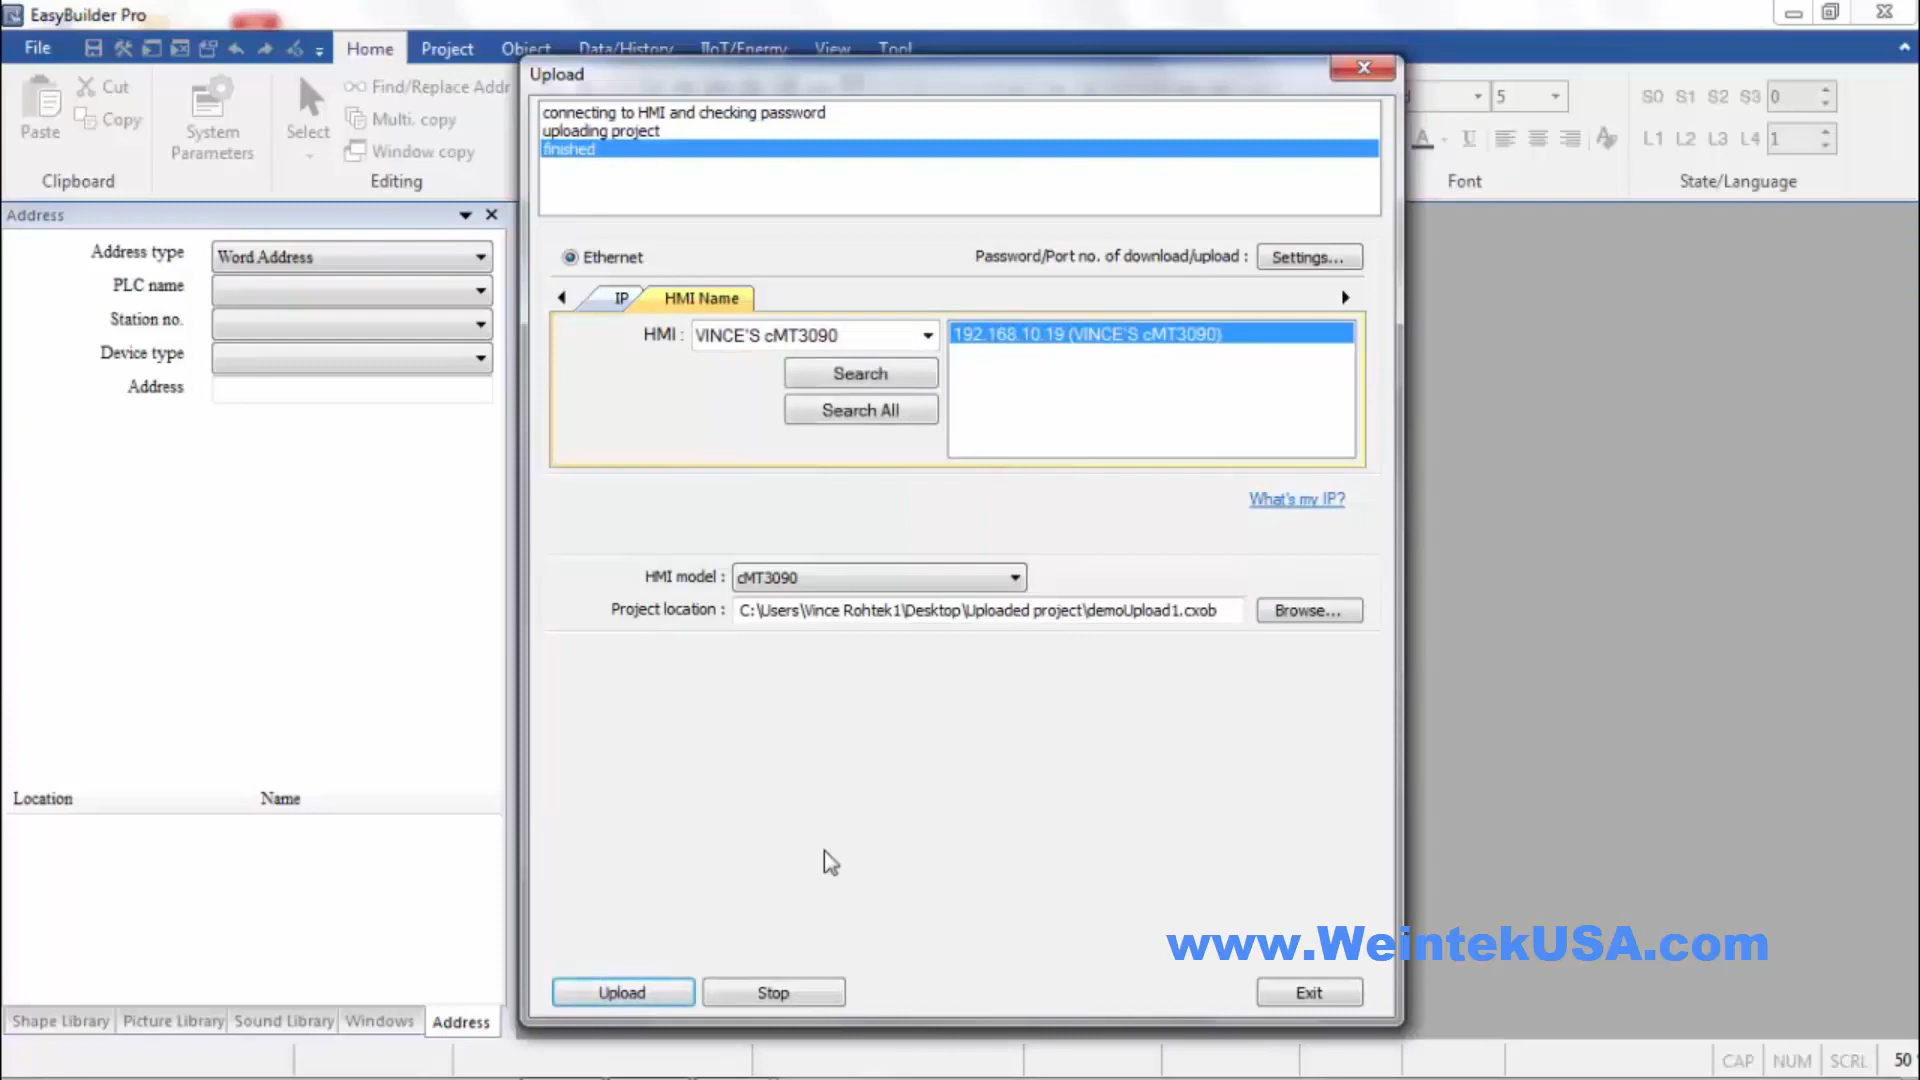 EasyBuilder Pro
File
Home
Project
Object
Data/History
IIoT/Energy
View
Tool
Paste
Cut
Copy
Clipboard
System
Parameters
Select
Find/Replace Addr
Multi. copy
Window copy
Editing
5
A
U
Font
S0 S1 S2 S3 0
L1 L2 L3 L4 1
State/Language
Upload
connecting to HMI and checking password
uploading project
finished
Ethernet
Password/Port no. of download/upload :
Settings...
IP
HMI Name
HMI :
VINCE'S cMT3090
192.168.10.19 (VINCE'S cMT3090)
Search
Search All
What's my IP?
HMI model :
cMT3090
Project location :
C:\Users\Vince Rohtek1\Desktop\Uploaded project\demoUpload1.cxob
Browse...
Upload
Stop
Exit
Address
Address type
Word Address
PLC name
Station no.
Device type
Address
Location
Name
Shape Library
Picture Library
Sound Library
Windows
Address
www.WeintekUSA.com
CAP
NUM
SCRL
50